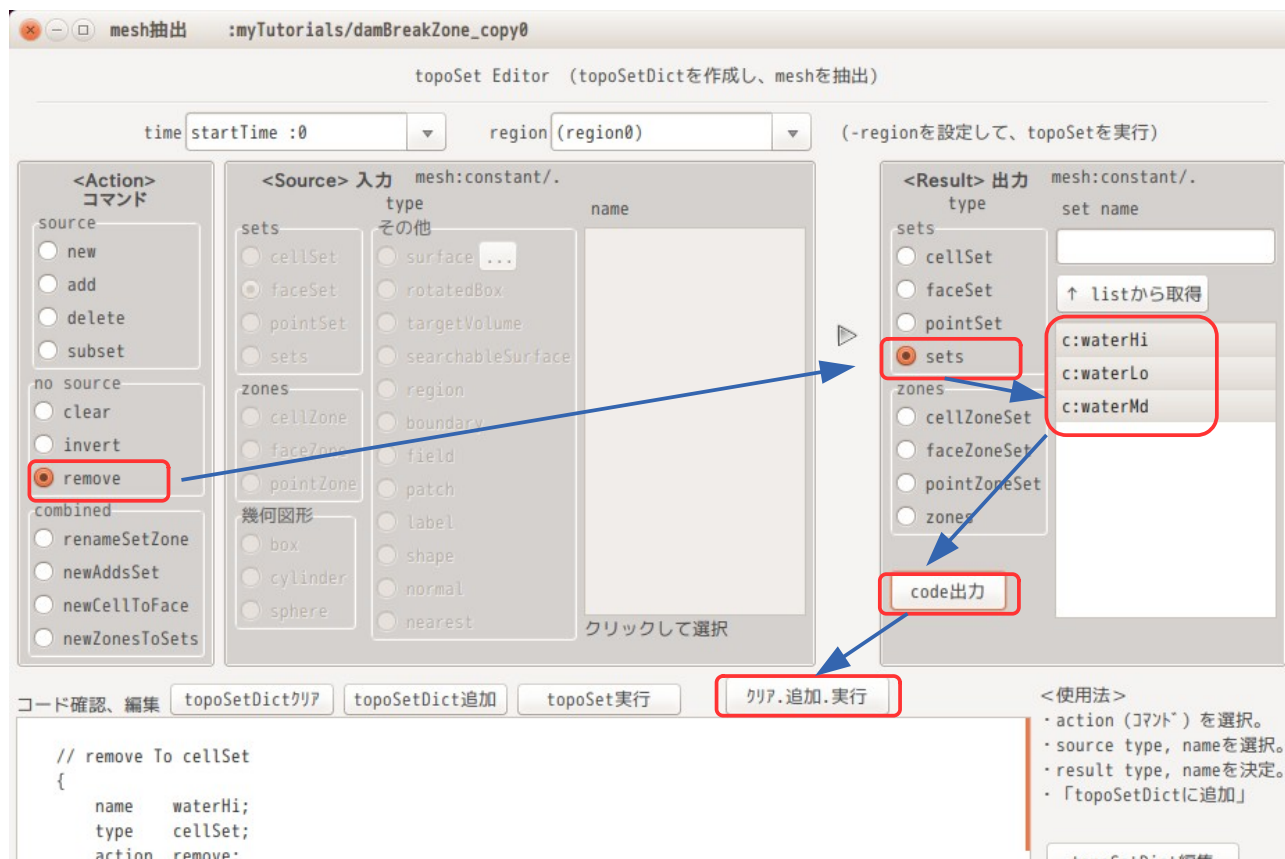 mesh抽出 :myTutorials/damBreakZone_copy0
topoSet Editor （topoSetDictを作成し、meshを抽出）
time startTime :0 region (region0) (-regionを設定して、topoSetを実行)
<Action>
コマンド
source
new
add
delete
subset
no source
clear
invert
remove
combined
renameSetZone
newAddsSet
newCellToFace
newZonesToSets
<Source> 入力 mesh:constant/.
type
name
sets
cellSet
faceSet
pointSet
sets
zones
cellZone
faceZone
pointZone
幾何図形
box
cylinder
sphere
その他
surface ...
rotatedBox
targetVolume
searchableSurface
region
boundary
field
patch
label
shape
normal
nearest
クリックして選択
<Result> 出力 mesh:constant/.
type
set name
sets
cellSet
faceSet
pointSet
sets
zones
cellZoneSet
faceZoneSet
pointZoneSet
zones
code出力
↑ listから取得
c:waterHi
c:waterLo
c:waterMd
コード確認、編集 topoSetDictｸﾘｱ topoSetDict追加 topoSet実行 ｸﾘｱ.追加.実行
// remove To cellSet
{
name waterHi;
type cellSet;
action remove;
＜使用法＞
・action (ｺﾏﾝﾄﾞ) を選択。
・source type, nameを選択。
・result type, nameを決定。
・「topoSetDictに追加」